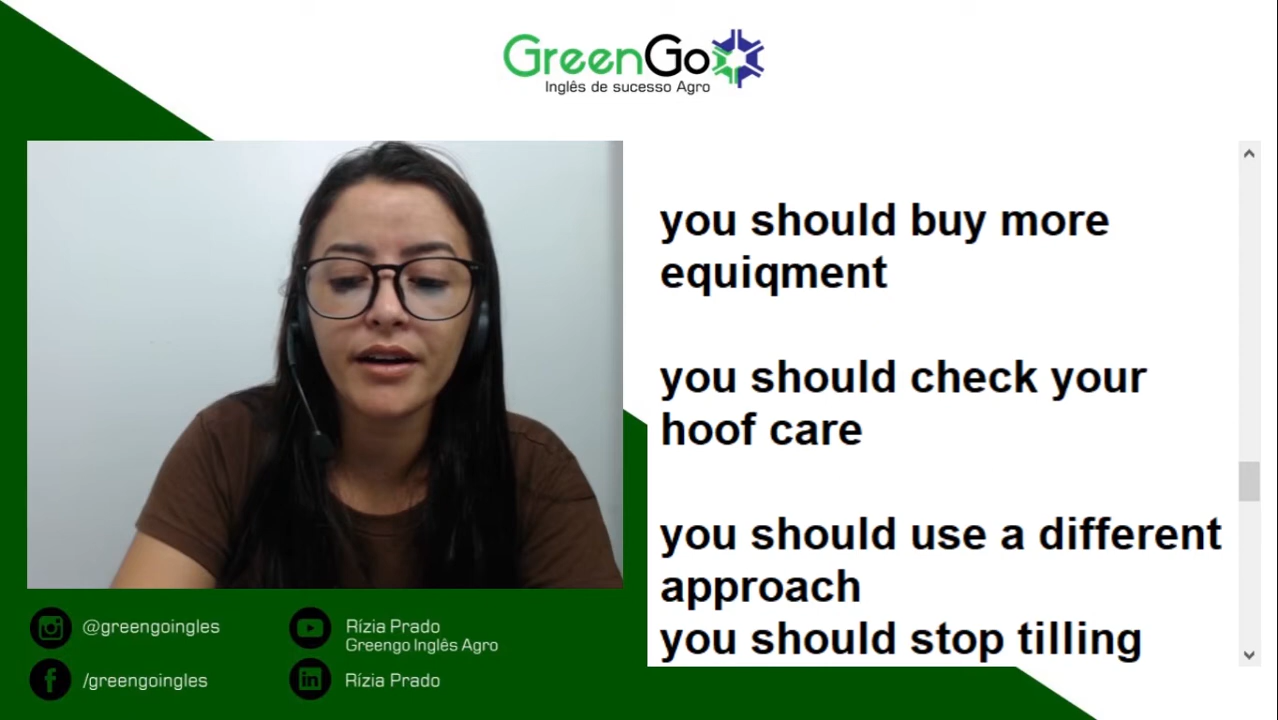 GreenGo
Inglês de sucesso Agro
you should buy more
equiqment
you should check your
hoof care
you should use a different
approach
you should stop tilling
@greengoingles
/greengoingles
Rízia Prado
Greengo Inglês Agro
Rízia Prado